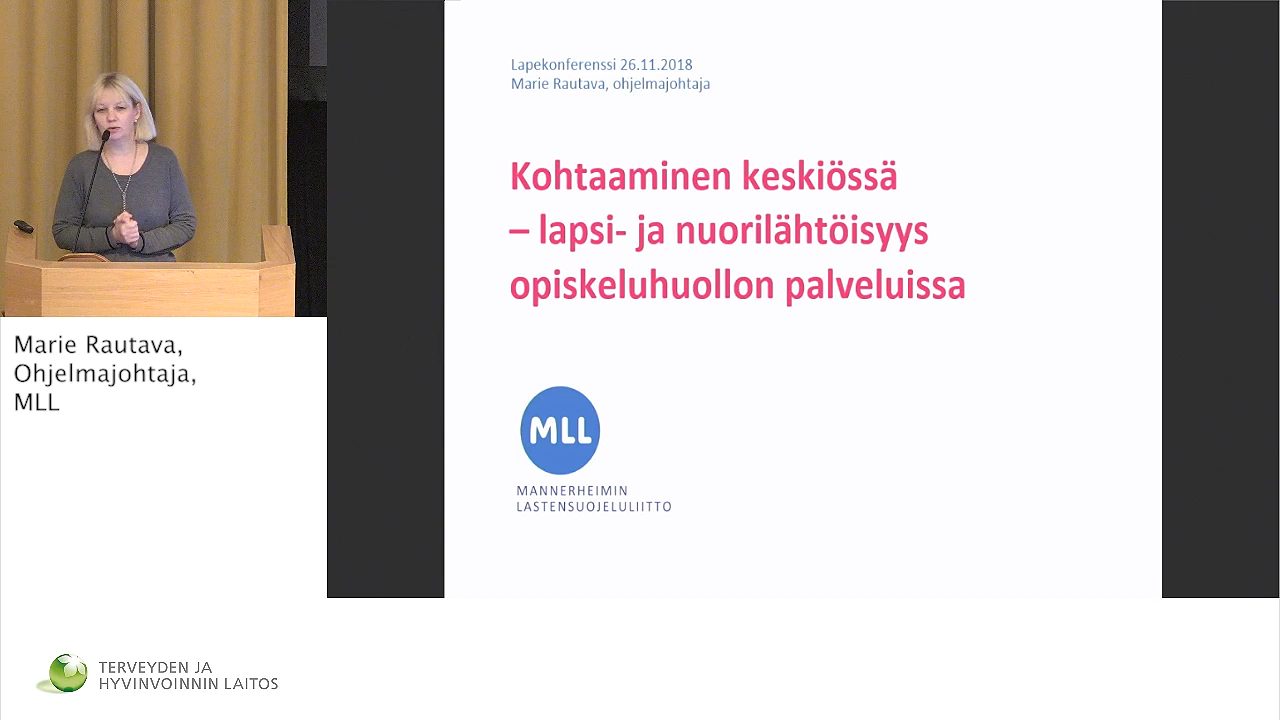 Lapekonferenssi 26.11.2018
Marie Rautava, ohjelmajohtaja
Kohtaaminen keskiössä
– lapsi- ja nuorilähtöisyys
opiskeluhuollon palveluissa
MLL
MANNERHEIMIN
LASTENSUOJELULIITTO
Marie Rautava,
Ohjelmajohtaja,
MLL
TERVEYDEN JA
HYVINVOINNIN LAITOS